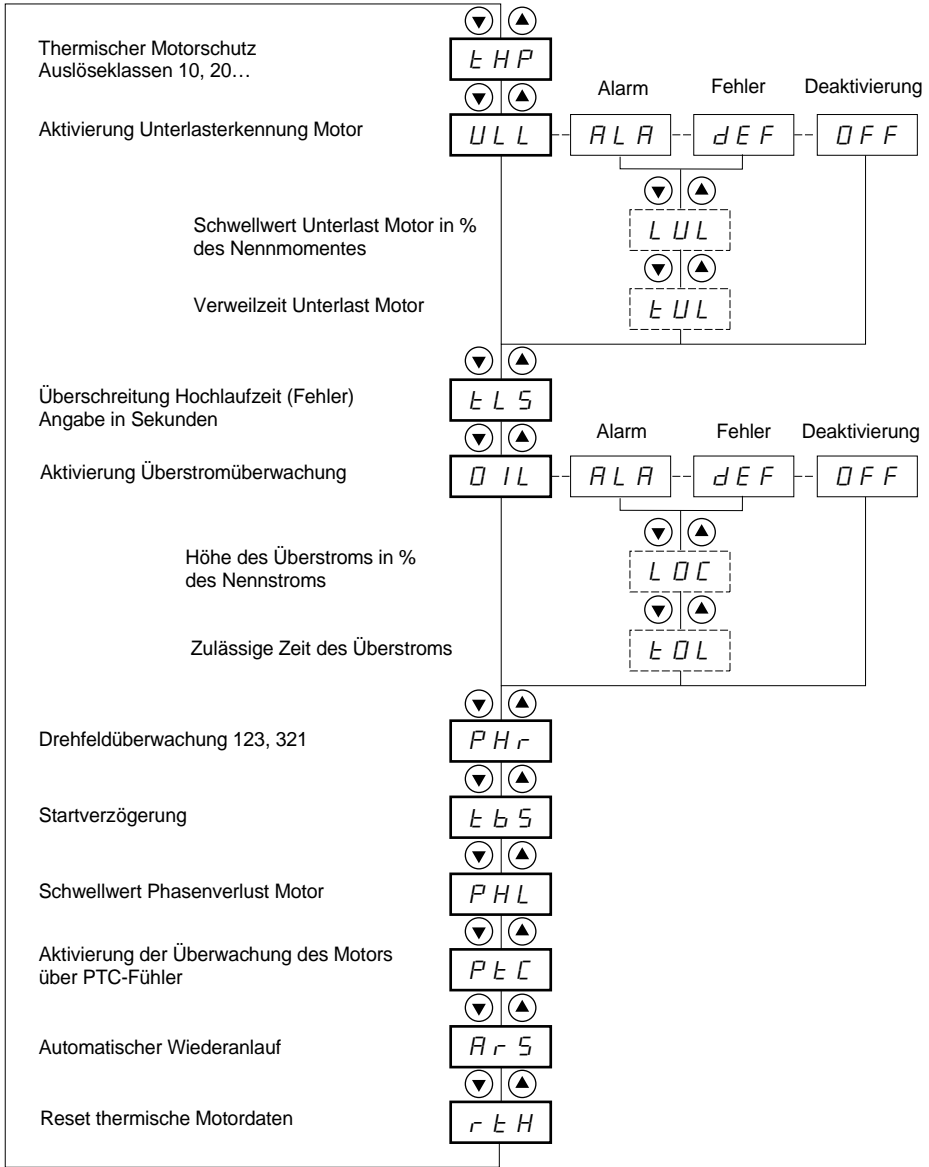 Thermischer Motorschutz
Auslöseklassen 10, 20…
tHP
Alarm Fehler Deaktivierung
Aktivierung Unterlasterkennung Motor
ULL ALA dEF OFF
Schwellwert Unterlast Motor in %
des Nennmomentes
LUL
Verweilzeit Unterlast Motor
tUL
Überschreitung Hochlaufzeit (Fehler)
Angabe in Sekunden
tLS
Alarm Fehler Deaktivierung
Aktivierung Überstromüberwachung
OIL ALA dEF OFF
Höhe des Überstroms in %
des Nennstroms
LOC
Zulässige Zeit des Überstroms
tOL
Drehfeldüberwachung 123, 321
PHr
Startverzögerung
tbS
Schwellwert Phasenverlust Motor
PHL
Aktivierung der Überwachung des Motors
über PTC-Fühler
PtC
Automatischer Wiederanlauf
ArS
Reset thermische Motordaten
rtH